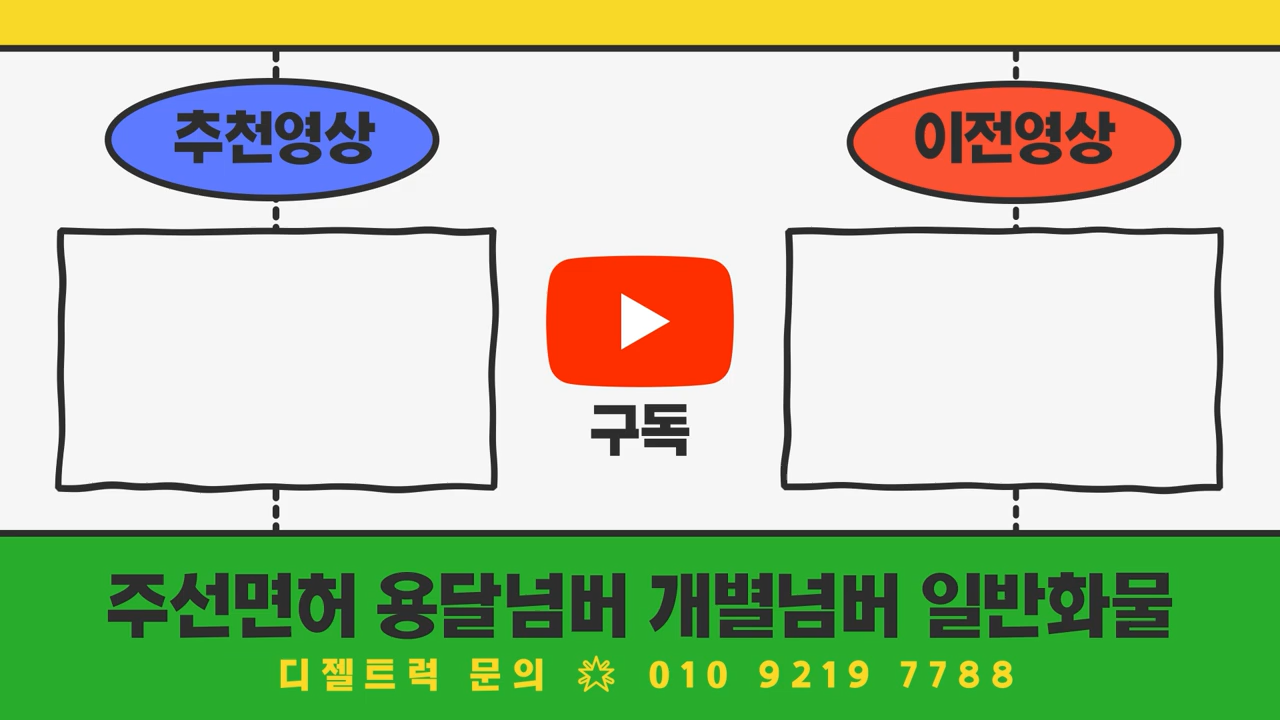 추천영상
이전영상
구독
주선면허 용달넘버 개별넘버 일반화물
디젤트럭 문의 010 9219 7788